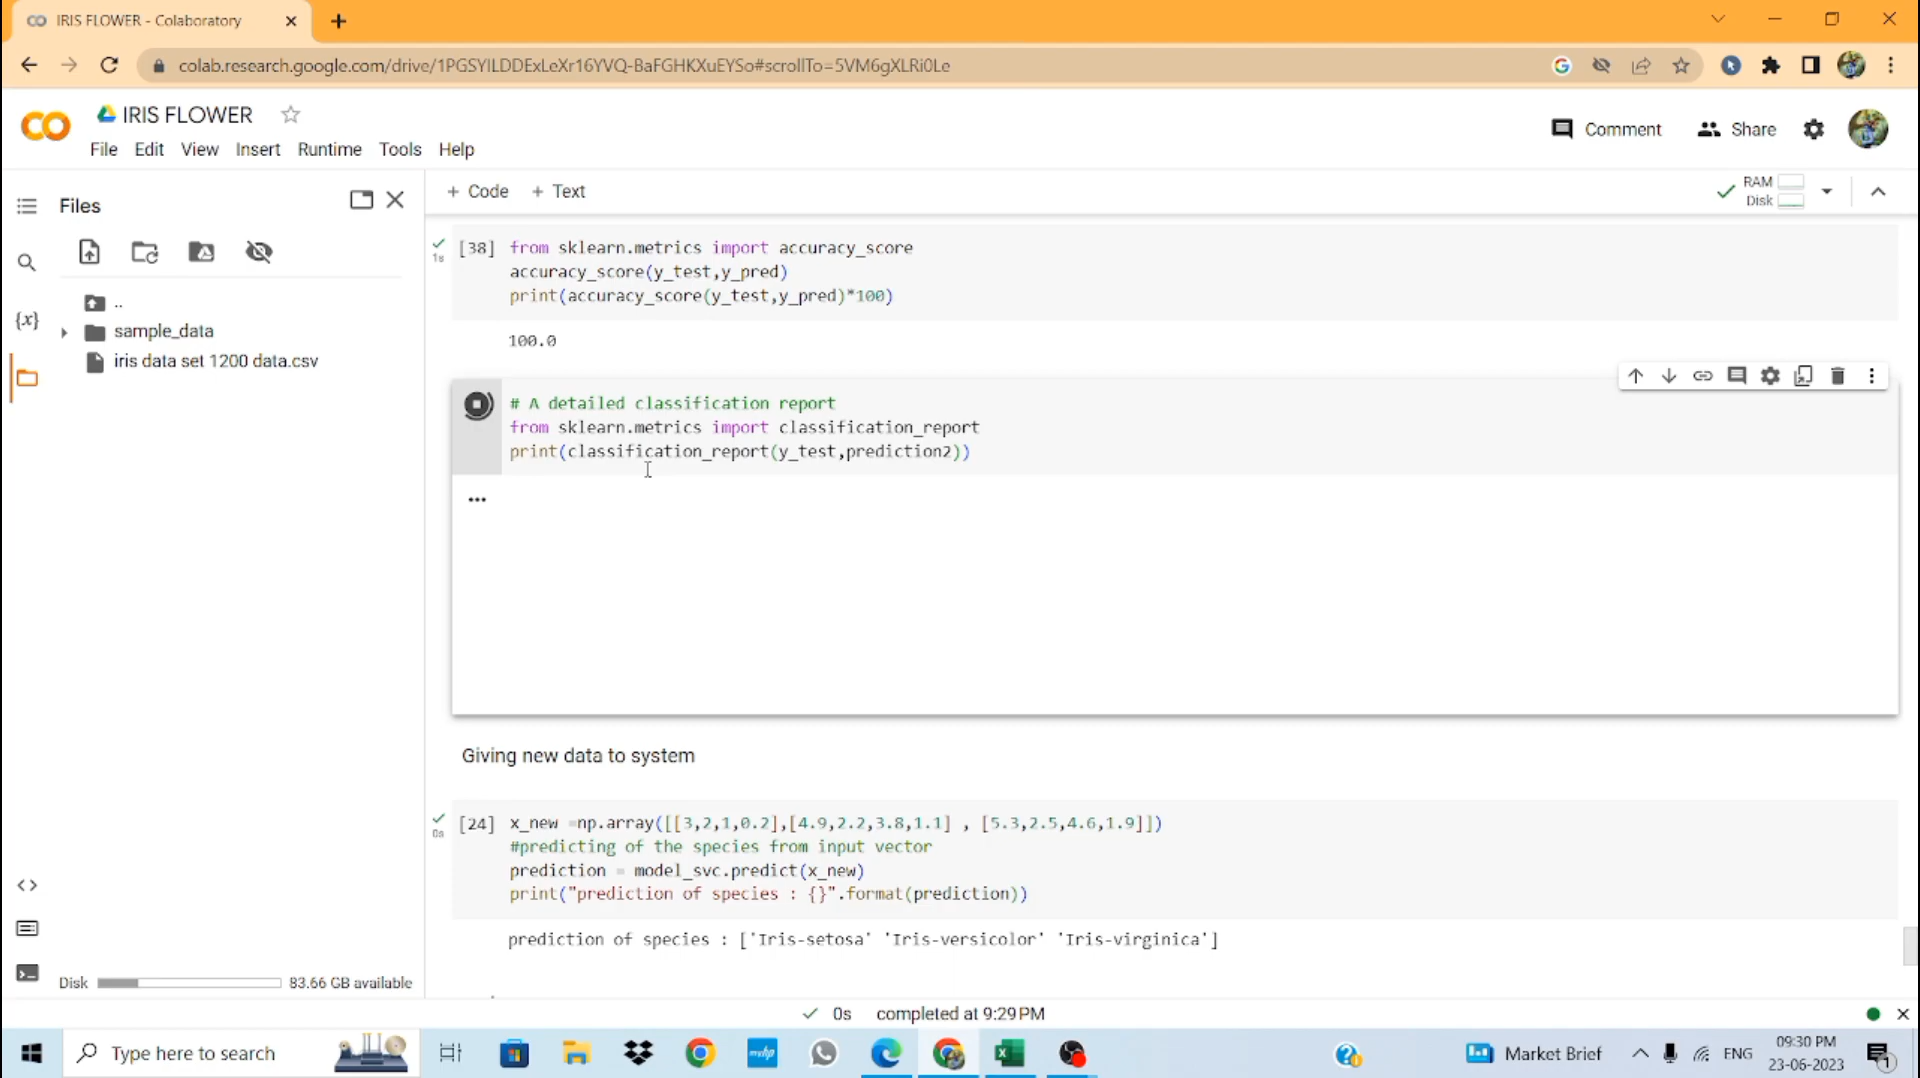 IRIS FLOWER - Colaboratory
colab.research.google.com/drive/1PGSYILDDExLeXr16YVQ-BaFGHKXuEYSo#scrollTo=5VM6gXLRi0Le
IRIS FLOWER
File Edit View Insert Runtime Tools Help
Comment Share
Files
+ Code + Text
RAM
Disk
..
sample_data
iris data set 1200 data.csv
[38] from sklearn.metrics import accuracy_score
1s
accuracy_score(y_test,y_pred)
print(accuracy_score(y_test,y_pred)*100)
100.0
# A detailed classification report
from sklearn.metrics import classification_report
print(classification_report(y_test,prediction2))
Giving new data to system
[24] x_new =np.array([[3,2,1,0.2],[4.9,2.2,3.8,1.1] , [5.3,2.5,4.6,1.9]])
0s
#predicting of the species from input vector
prediction = model_svc.predict(x_new)
print("prediction of species : {}".format(prediction))
prediction of species : ['Iris-setosa' 'Iris-versicolor' 'Iris-virginica']
Disk 83.66 GB available
0s completed at 9:29 PM
Type here to search
Market Brief
ENG
09:30 PM
23-06-2023
1